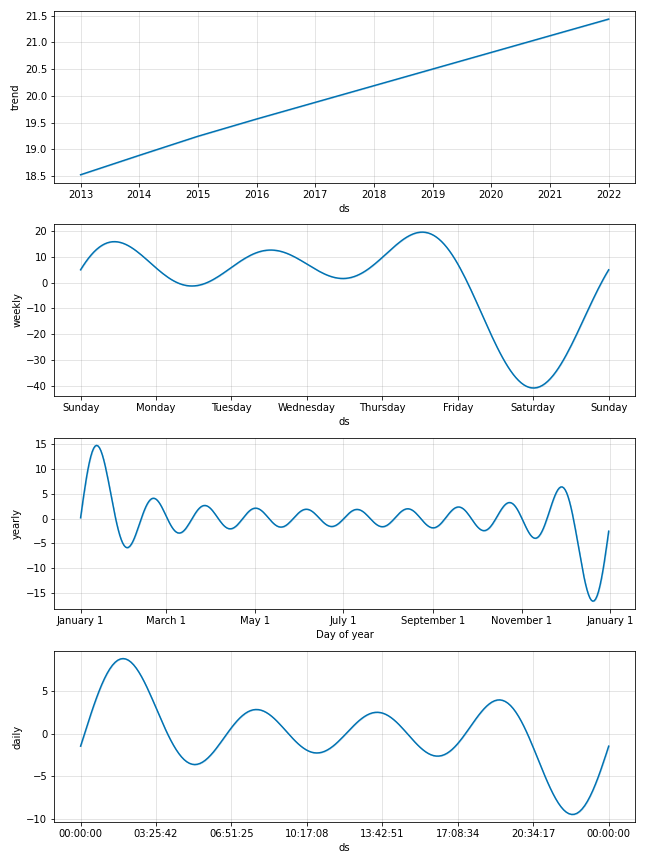 21.5
21.0
20.5
20.0
19.5
19.0
18.5
trend
2013 2014 2015 2016 2017 2018 2019 2020 2021 2022
ds
20
10
0
−10
−20
−30
−40
weekly
Sunday Monday Tuesday Wednesday Thursday Friday Saturday Sunday
ds
15
10
5
0
−5
−10
−15
yearly
January 1 March 1 May 1 July 1 September 1 November 1 January 1
Day of year
5
0
−5
−10
daily
00:00:00 03:25:42 06:51:25 10:17:08 13:42:51 17:08:34 20:34:17 00:00:00
ds